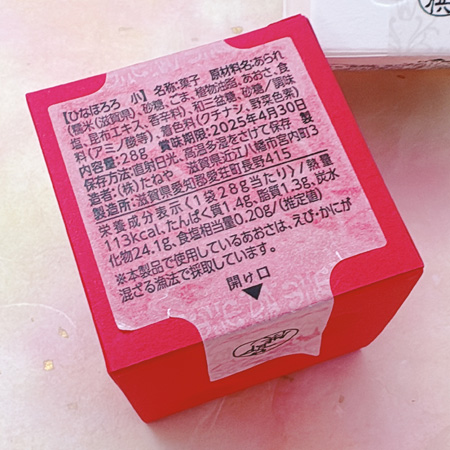 【ひなほろろ 小】 名称:菓子 原材料名:あられ
(糯米(滋賀県)、砂糖、ごま、植物油脂、あおさ、食
塩、昆布エキス、香辛料)、和三盆糖、砂糖/調味
料(アミノ酸等)、着色料(クチナシ、野菜色素)
内容量:28g 賞味期限:2025年4月30日
保存方法:直射日光、高温多湿をさけて保存 製
造者:(株)たねや 滋賀県近江八幡市宮内町3
製造所:滋賀県愛知郡愛荘町長野415
栄養成分表示〈1袋28g当たり〉/熱量
113kcal、たんぱく質1.4g、脂質1.3g、炭水
化物24.1g、食塩相当量0.20g/(推定値)
※本製品で使用しているあおさは、えび・かにが
混ざる漁法で採取しています。
開け口